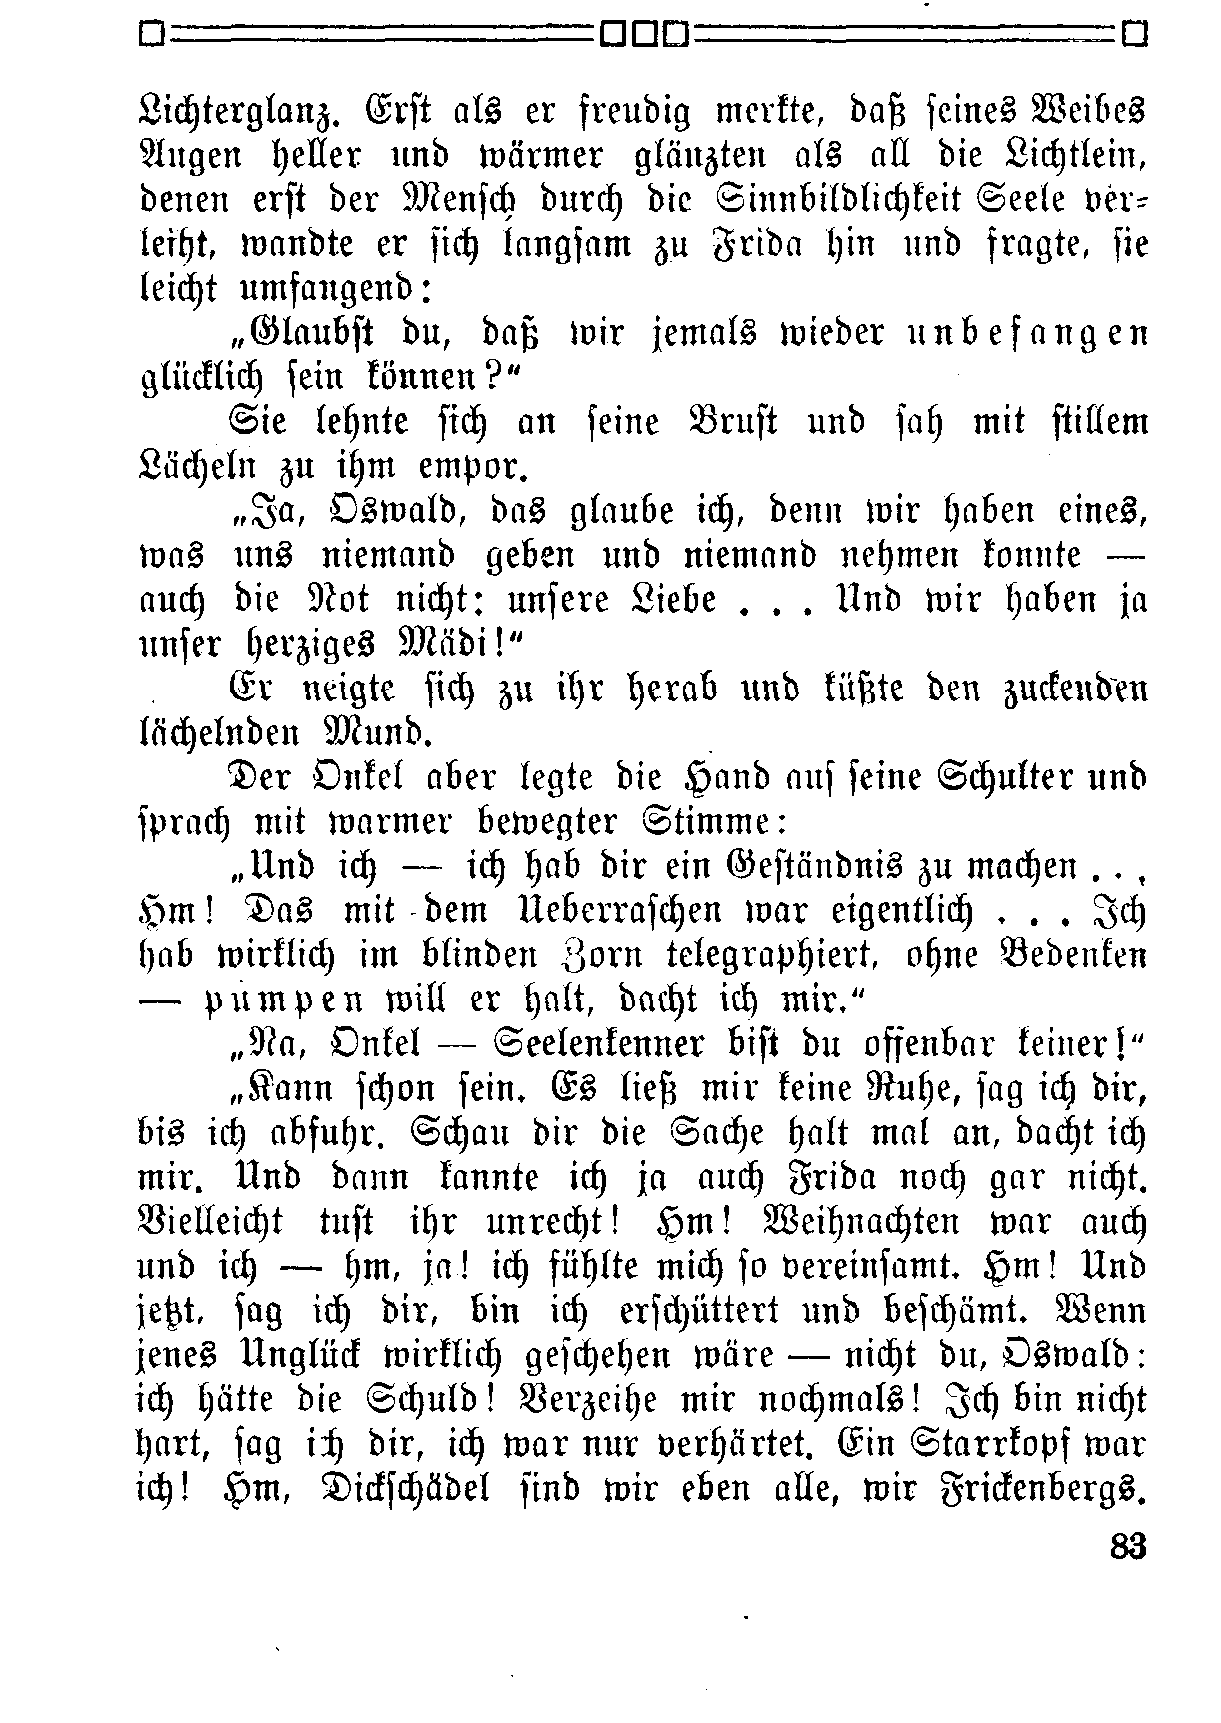 Lichterglanz. Erst als er freudig merkte, daß seines Weibes
Augen heller und wärmer glänzten als all die Lichtlein,
denen erst der Mensch durch die Sinnbildlichkeit Seele ver-
leiht, wandte er sich langsam zu Frida hin und fragte, sie
leicht umfangend:
„Glaubst du, daß wir jemals wieder unbefangen
glücklich sein können?“
Sie lehnte sich an seine Brust und sah mit stillem
Lächeln zu ihm empor.
„Ja, Oswald, das glaube ich, denn wir haben eines,
was uns niemand geben und niemand nehmen konnte —
auch die Not nicht: unsere Liebe . . . Und wir haben ja
unser herziges Mädi!“
Er neigte sich zu ihr herab und küßte den zuckenden
lächelnden Mund.
Der Onkel aber legte die Hand auf seine Schulter und
sprach mit warmer bewegter Stimme:
„Und ich — ich hab dir ein Geständnis zu machen . . .
Hm! Das mit dem Ueberraschen war eigentlich . . . Ich
hab wirklich im blinden Zorn telegraphiert, ohne Bedenken
— pumpen will er halt, dacht ich mir.“
„Na, Onkel — Seelenkenner bist du offenbar keiner!“
„Kann schon sein. Es ließ mir keine Ruhe, sag ich dir,
bis ich abfuhr. Schau dir die Sache halt mal an, dacht ich
mir. Und dann kannte ich ja auch Frida noch gar nicht.
Vielleicht tust ihr unrecht! Hm! Weihnachten war auch
und ich — hm, ja! ich fühlte mich so vereinsamt. Hm! Und
jetzt, sag ich dir, bin ich erschüttert und beschämt. Wenn
jenes Unglück wirklich geschehen wäre — nicht du, Oswald:
ich hätte die Schuld! Verzeihe mir nochmals! Ich bin nicht
hart, sag ich dir, ich war nur verhärtet. Ein Starrkopf war
ich! Hm, Dickschädel sind wir eben alle, wir Frickenbergs.
83